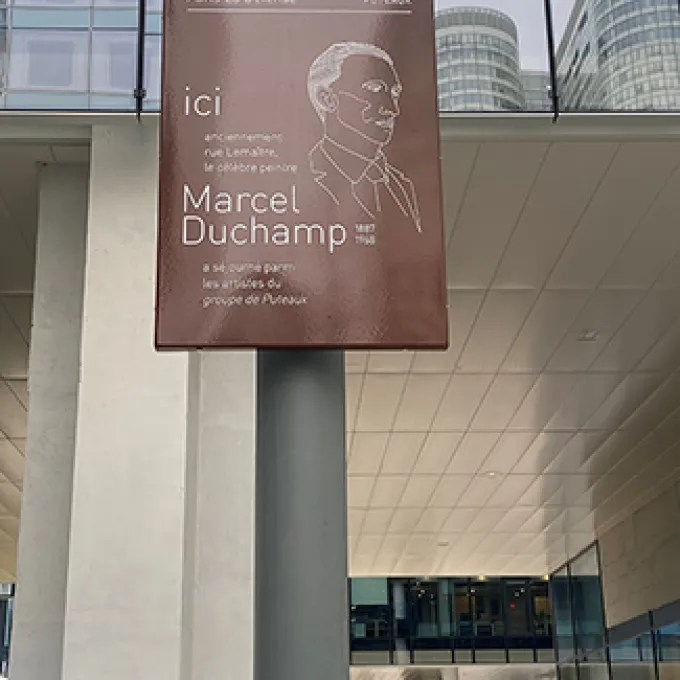 PUTEAUX
ici
anciennement
rue Lemaître,
le célèbre peintre
Marcel
Duchamp 1887
1968
a séjourné parmi
les artistes du
groupe de Puteaux